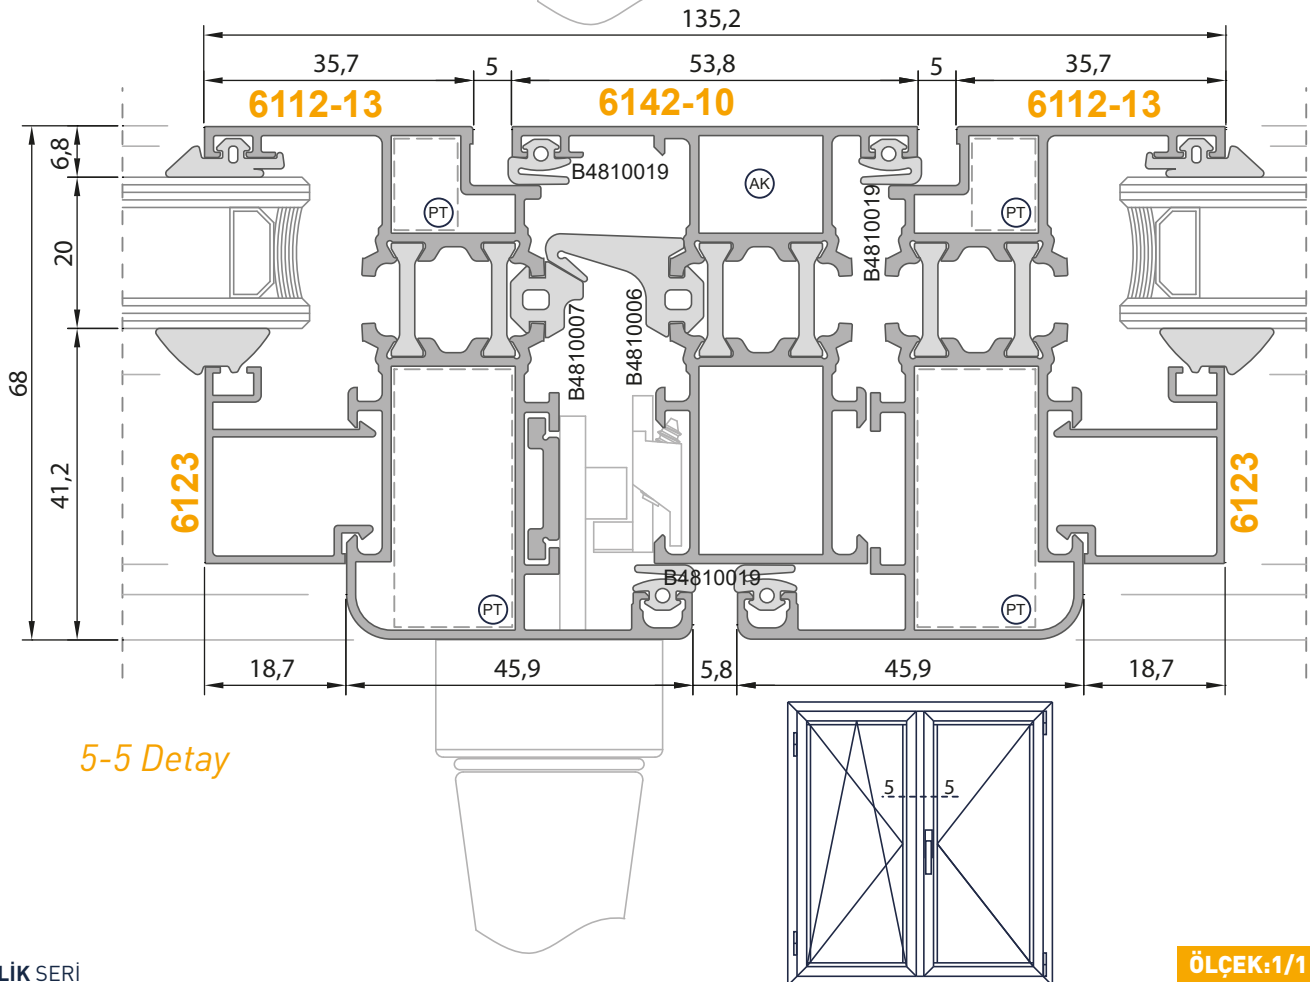 135,2
35,7 5 53,8 5 35,7
6112-13 6142-10 6112-13
6,8
20
41,2
68
B4810019
B4810019
AK
PT
PT
B4810007
B4810006
6123
6123
B4810019
PT
PT
18,7 45,9 5,8 45,9 18,7
5-5 Detay
5 5
LİK SERİ
ÖLÇEK:1/1